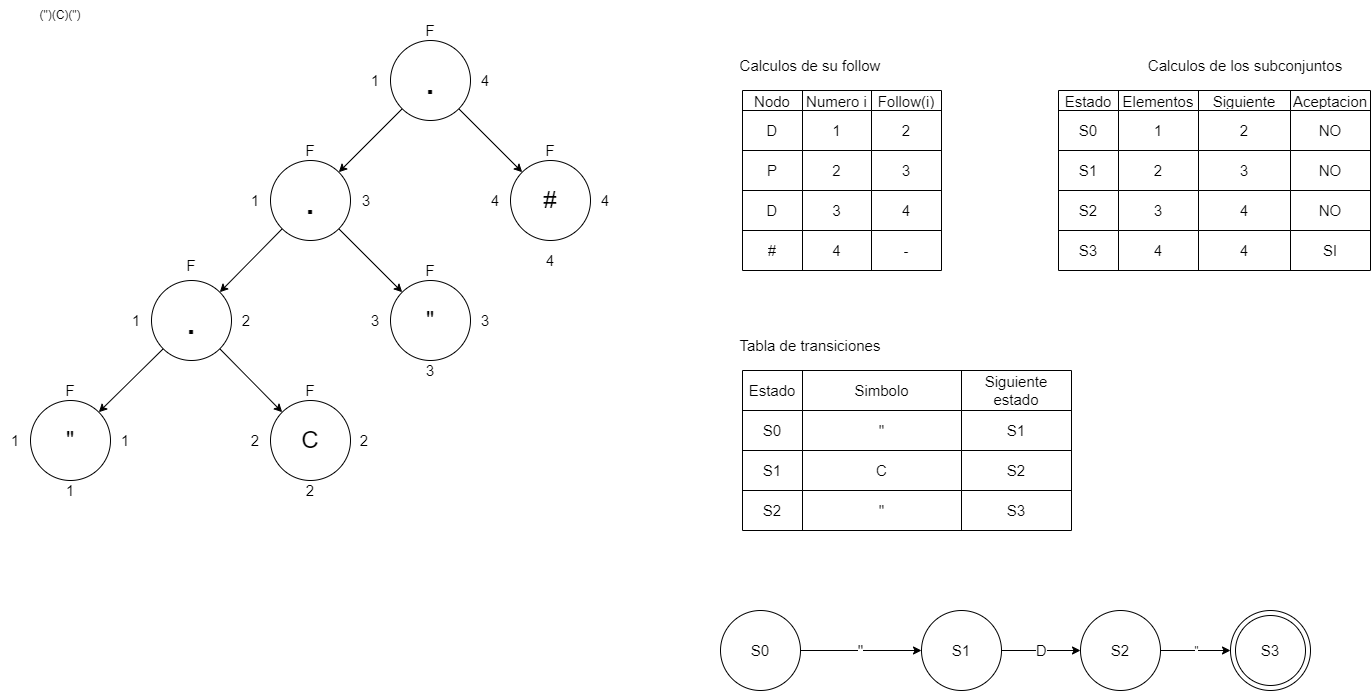 (")(C)(")
F
1 . 4
F
1 . 3
F
4 # 4
4
F
1 . 2
F
3 " 3
3
F
1 " 1
1
F
2 C 2
2
Calculos de su follow
Nodo Numero i Follow(i)
D 1 2
P 2 3
D 3 4
# 4 -
Calculos de los subconjuntos
Estado Elementos Siguiente Aceptacion
S0 1 2 NO
S1 2 3 NO
S2 3 4 NO
S3 4 4 SI
Tabla de transiciones
Estado Simbolo Siguiente
estado
S0 " S1
S1 C S2
S2 " S3
S0 " S1 D S2 " S3